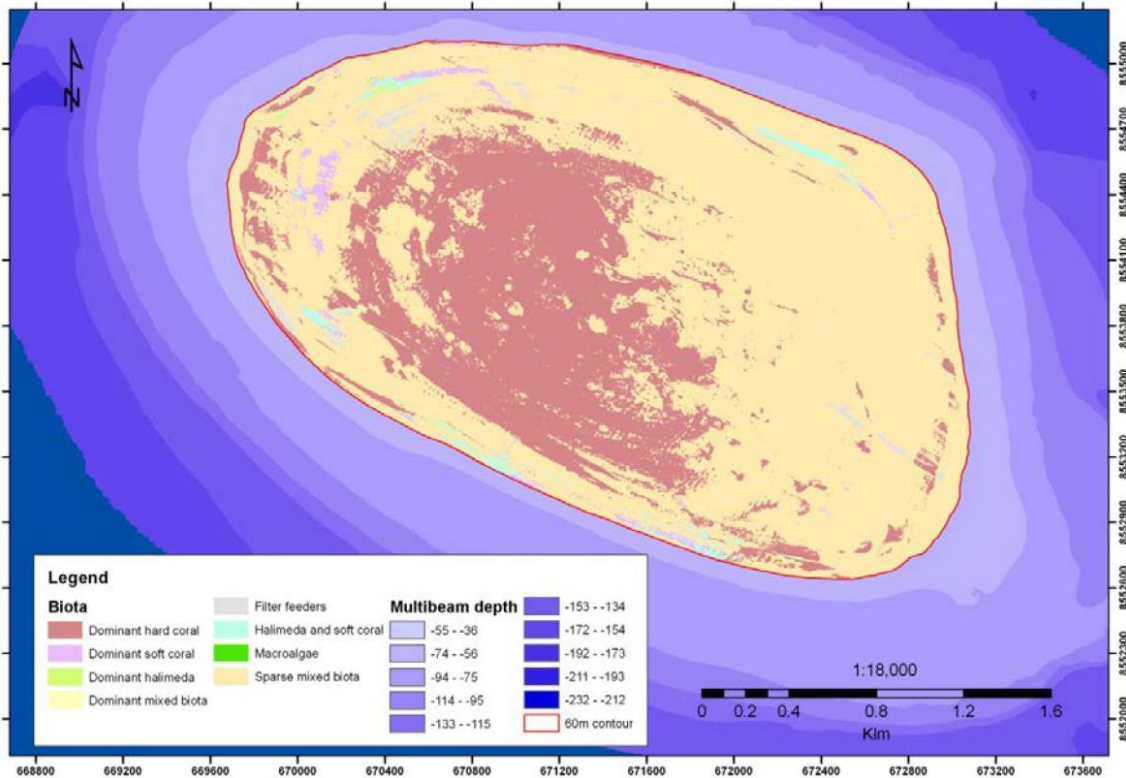 N
8555000
8554700
8554400
8554100
8553800
8553500
8553200
8552900
8552600
8552300
8552000
Legend
Biota
Dominant hard coral
Dominant soft coral
Dominant halimeda
Dominant mixed biota
Filter feeders
Halimeda and soft coral
Macroalgae
Sparse mixed biota
Multibeam depth
-55 - -36
-74 - -56
-94 - -75
-114 - -95
-133 - -115
-153 - -134
-172 - -154
-192 - -173
-211 - -193
-232 - -212
60m contour
1:18,000
0 0.2 0.4 0.8 1.2 1.6
Klm
668800 669200 669600 670000 670400 670800 671200 671600 672000 672400 672800 673200 673600